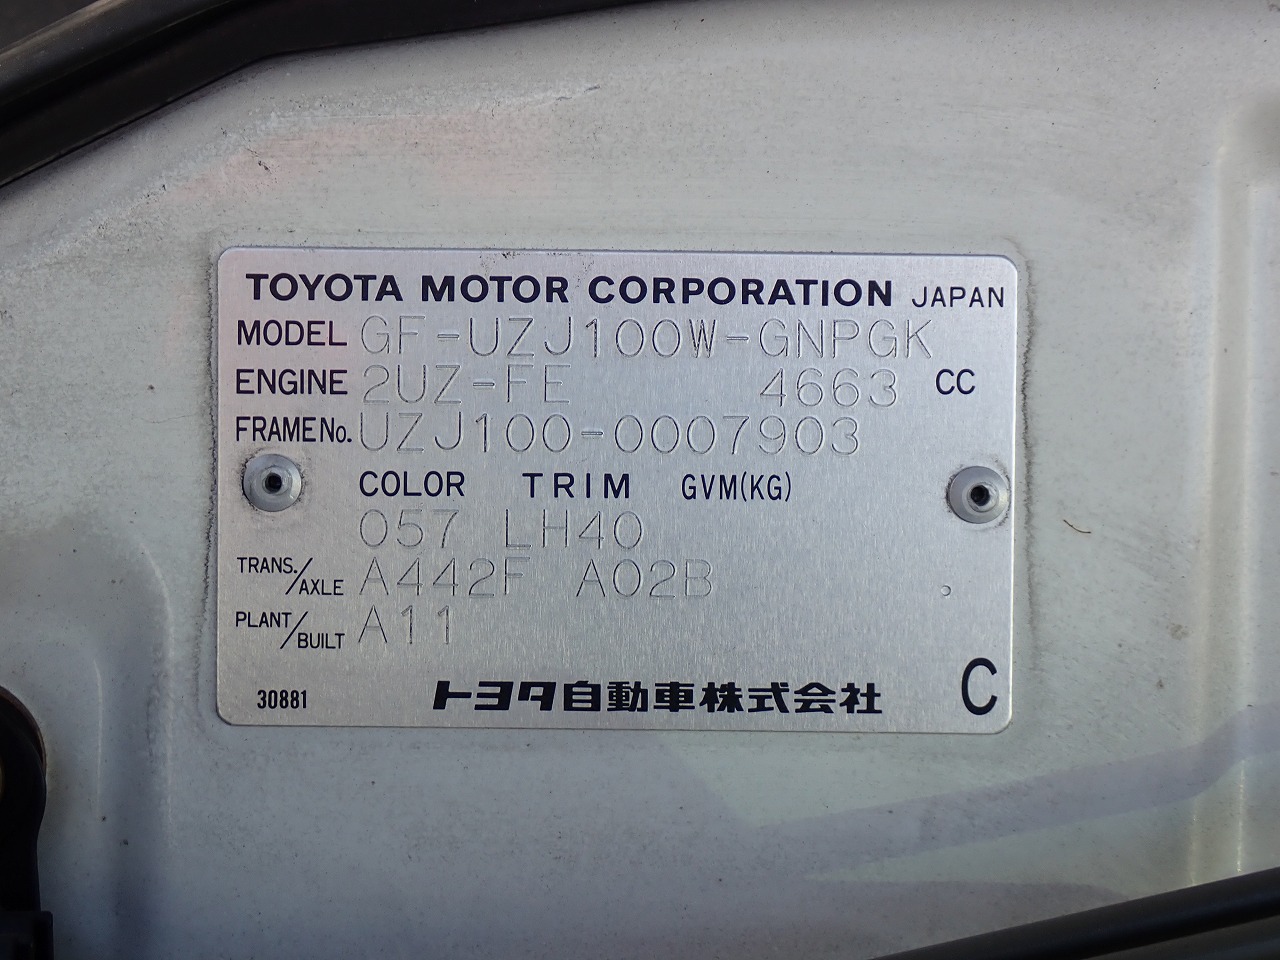 TOYOTA MOTOR CORPORATION JAPAN
MODEL GF-UZJ100W-GNPGK
ENGINE 2UZ-FE 4663 CC
FRAME No. UZJ100-0007903
COLOR TRIM GVM(KG)
057 LH40
TRANS./AXLE A442F A02B
PLANT/BUILT A11
30881 トヨタ自動車株式会社 C